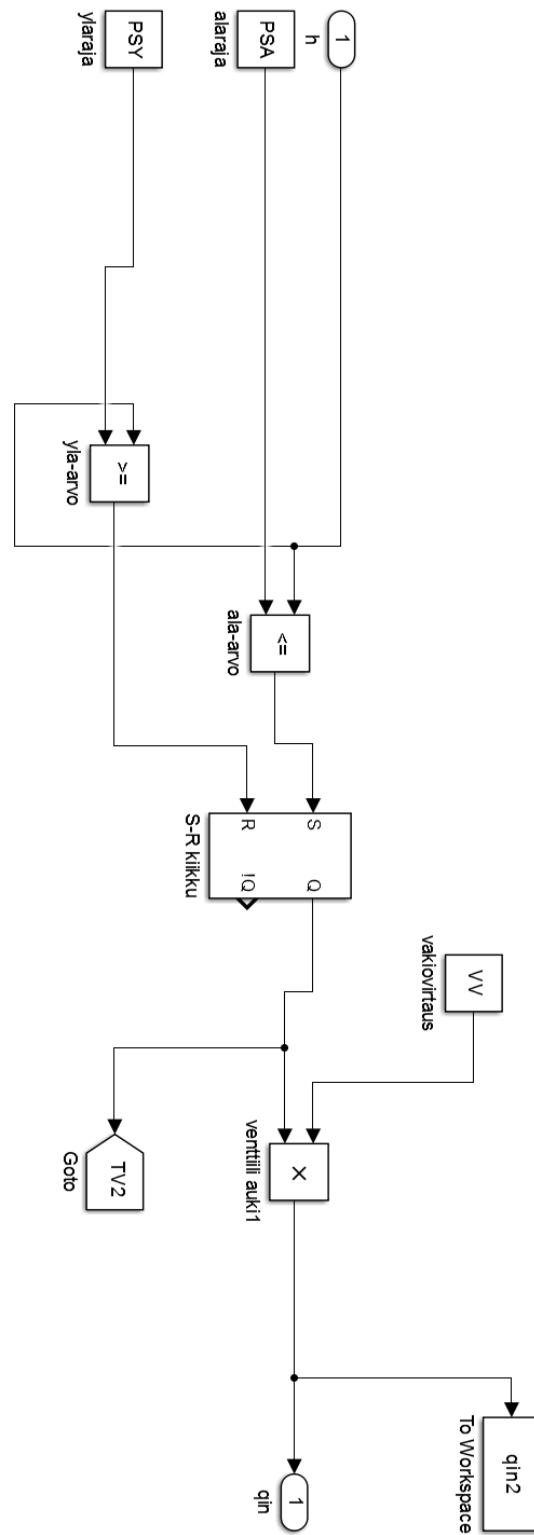 1
h
PSA
alaraja
PSY
ylaraja
>=
yla-arvo
<=
ala-arvo
S
R
Q
!Q
S-R kiikku
VV
vakiovirtaus
X
venttiili auki1
TV2
Goto
qin2
To Workspace
1
qin